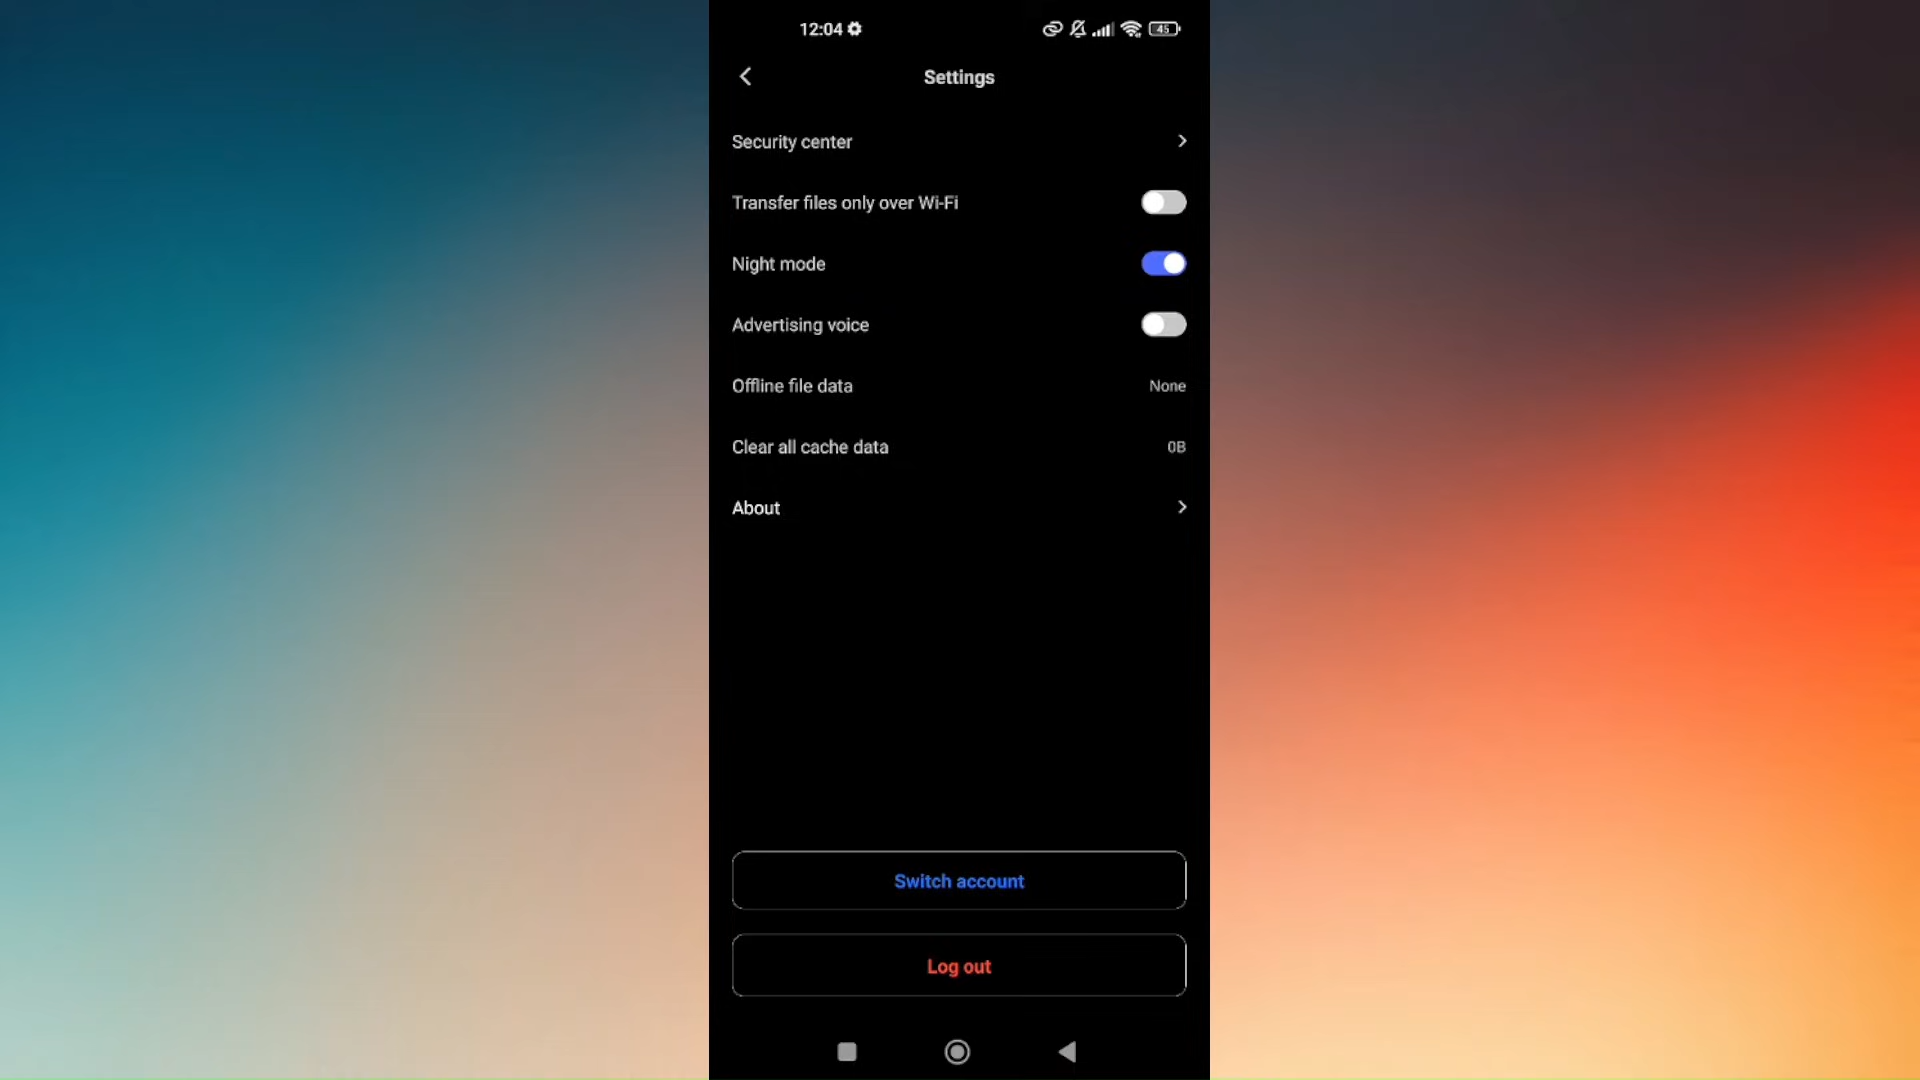 12:04
45
Settings
Security center
Transfer files only over Wi-Fi
Night mode
Advertising voice
Offline file data None
Clear all cache data 0B
About
Switch account
Log out